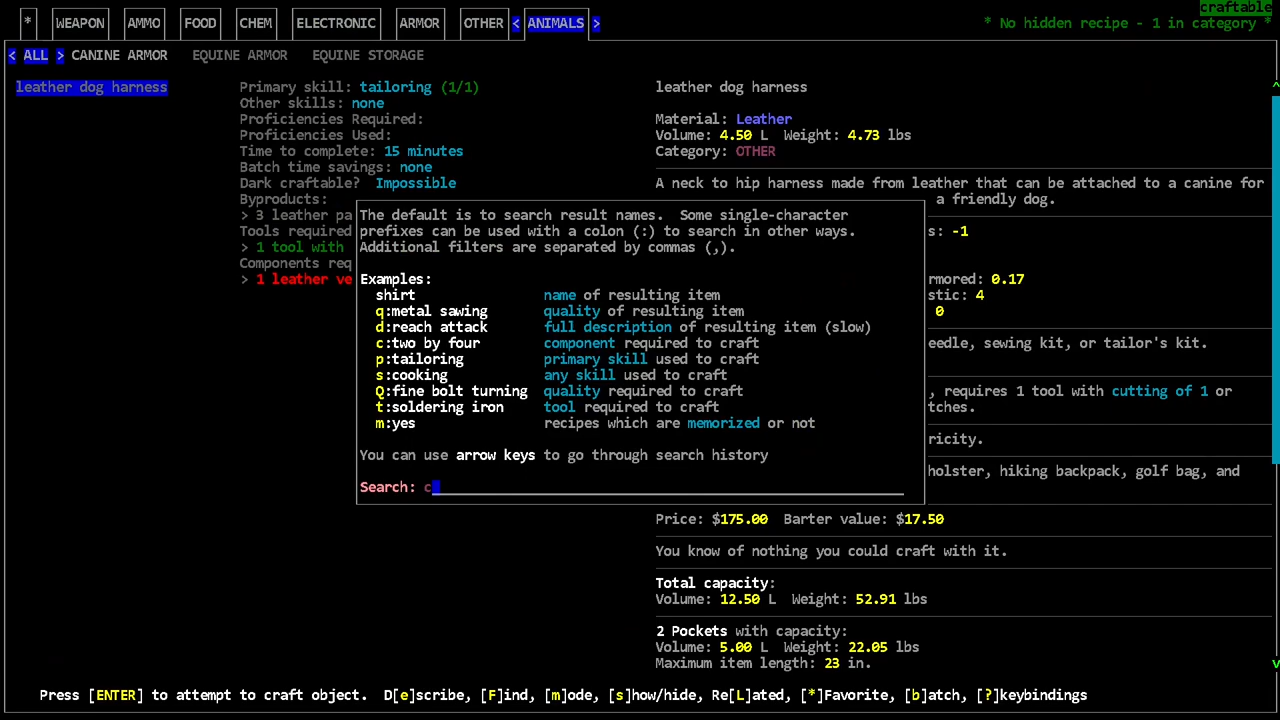 craftable
* WEAPON AMMO FOOD CHEM ELECTRONIC ARMOR OTHER < ANIMALS > * No hidden recipe - 1 in category *
< ALL > CANINE ARMOR EQUINE ARMOR EQUINE STORAGE
leather dog harness
Primary skill: tailoring (1/1)
Other skills: none
Proficiencies Required:
Proficiencies Used:
Time to complete: 15 minutes
Batch time savings: none
Dark craftable? Impossible
Byproducts:
> 3 leather pa
Tools required
> 1 tool with
Components req
> 1 leather ve
leather dog harness
Material: Leather
Volume: 4.50 L Weight: 4.73 lbs
Category: OTHER
A neck to hip harness made from leather that can be attached to a canine for
a friendly dog.
s: -1
rmored: 0.17
stic: 4
0
eedle, sewing kit, or tailor's kit.
, requires 1 tool with cutting of 1 or
tches.
ricity.
holster, hiking backpack, golf bag, and
Price: $175.00 Barter value: $17.50
You know of nothing you could craft with it.
Total capacity:
Volume: 12.50 L Weight: 52.91 lbs
2 Pockets with capacity:
Volume: 5.00 L Weight: 22.05 lbs
Maximum item length: 23 in.
The default is to search result names. Some single-character
prefixes can be used with a colon (:) to search in other ways.
Additional filters are separated by commas (,).
Examples:
shirt name of resulting item
q:metal sawing quality of resulting item
d:reach attack full description of resulting item (slow)
c:two by four component required to craft
p:tailoring primary skill used to craft
s:cooking any skill used to craft
Q:fine bolt turning quality required to craft
t:soldering iron tool required to craft
m:yes recipes which are memorized or not
You can use arrow keys to go through search history
Search: c
Press [ENTER] to attempt to craft object. D[e]scribe, [F]ind, [m]ode, [s]how/hide, Re[L]ated, [*]Favorite, [b]atch, [?]keybindings